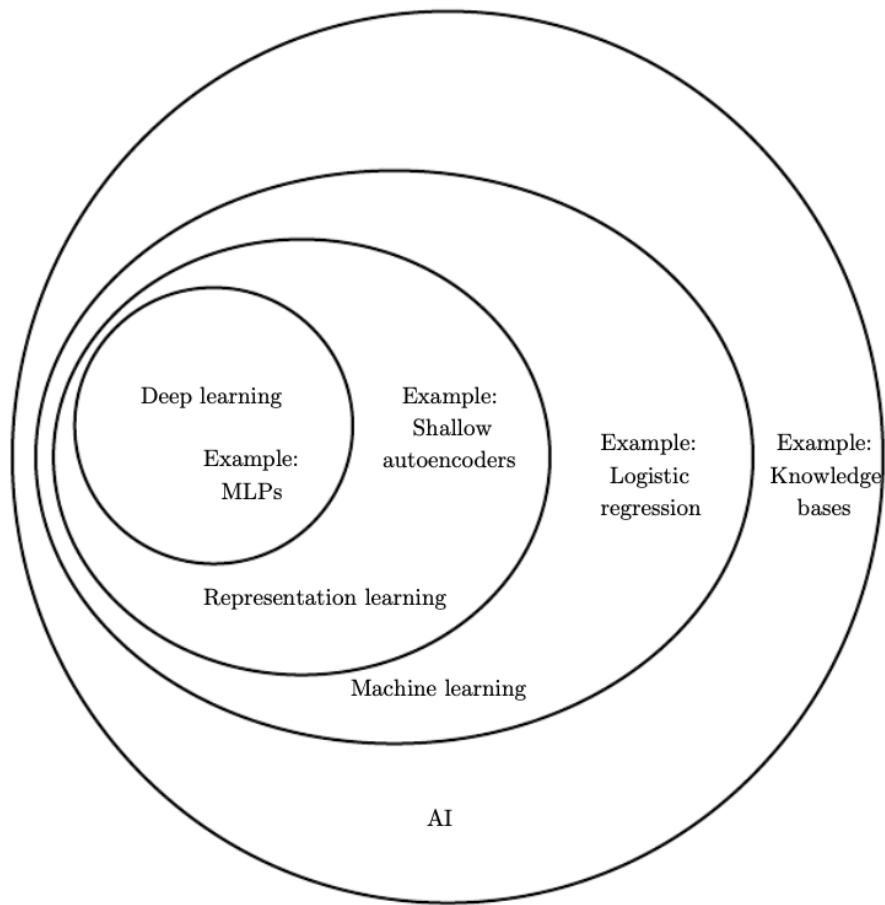 Deep learning
Example:
MLPs
Example:
Shallow
autoencoders
Example:
Logistic
regression
Example:
Knowledge
bases
Representation learning
Machine learning
AI